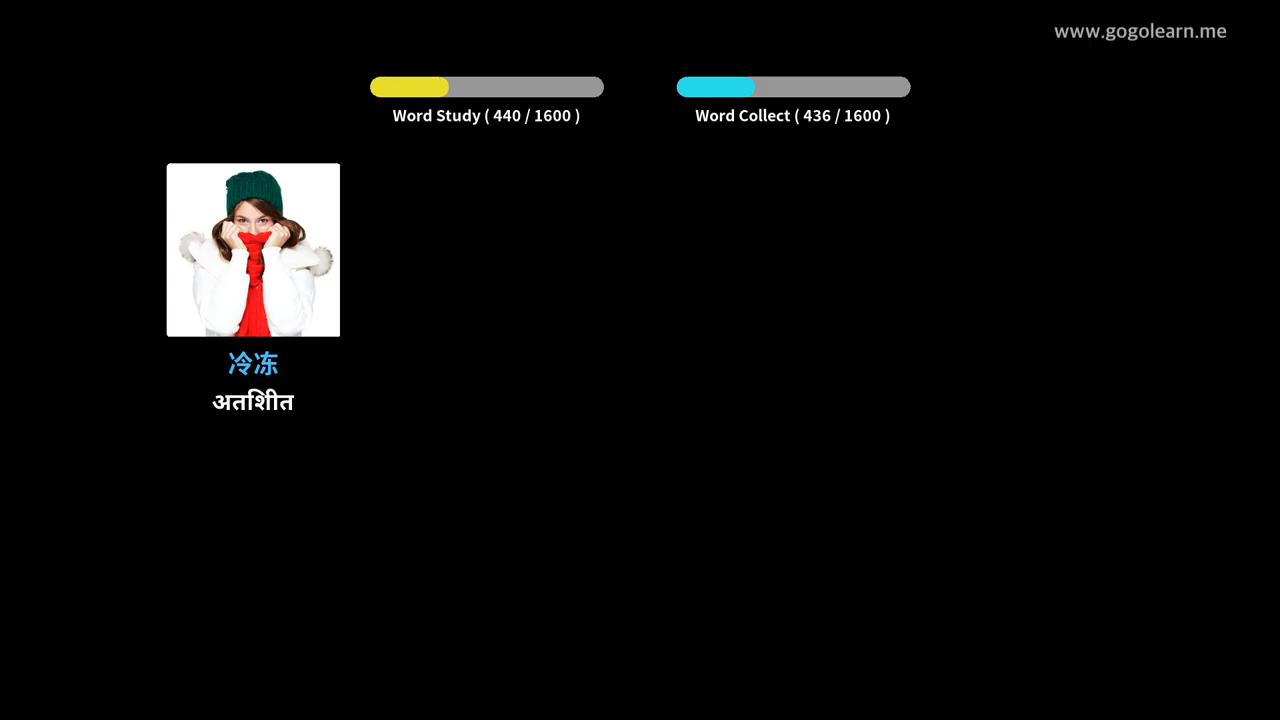 www.gogolearn.me
Word Study ( 440 / 1600 )
Word Collect ( 436 / 1600 )
冷冻
अतिशीत